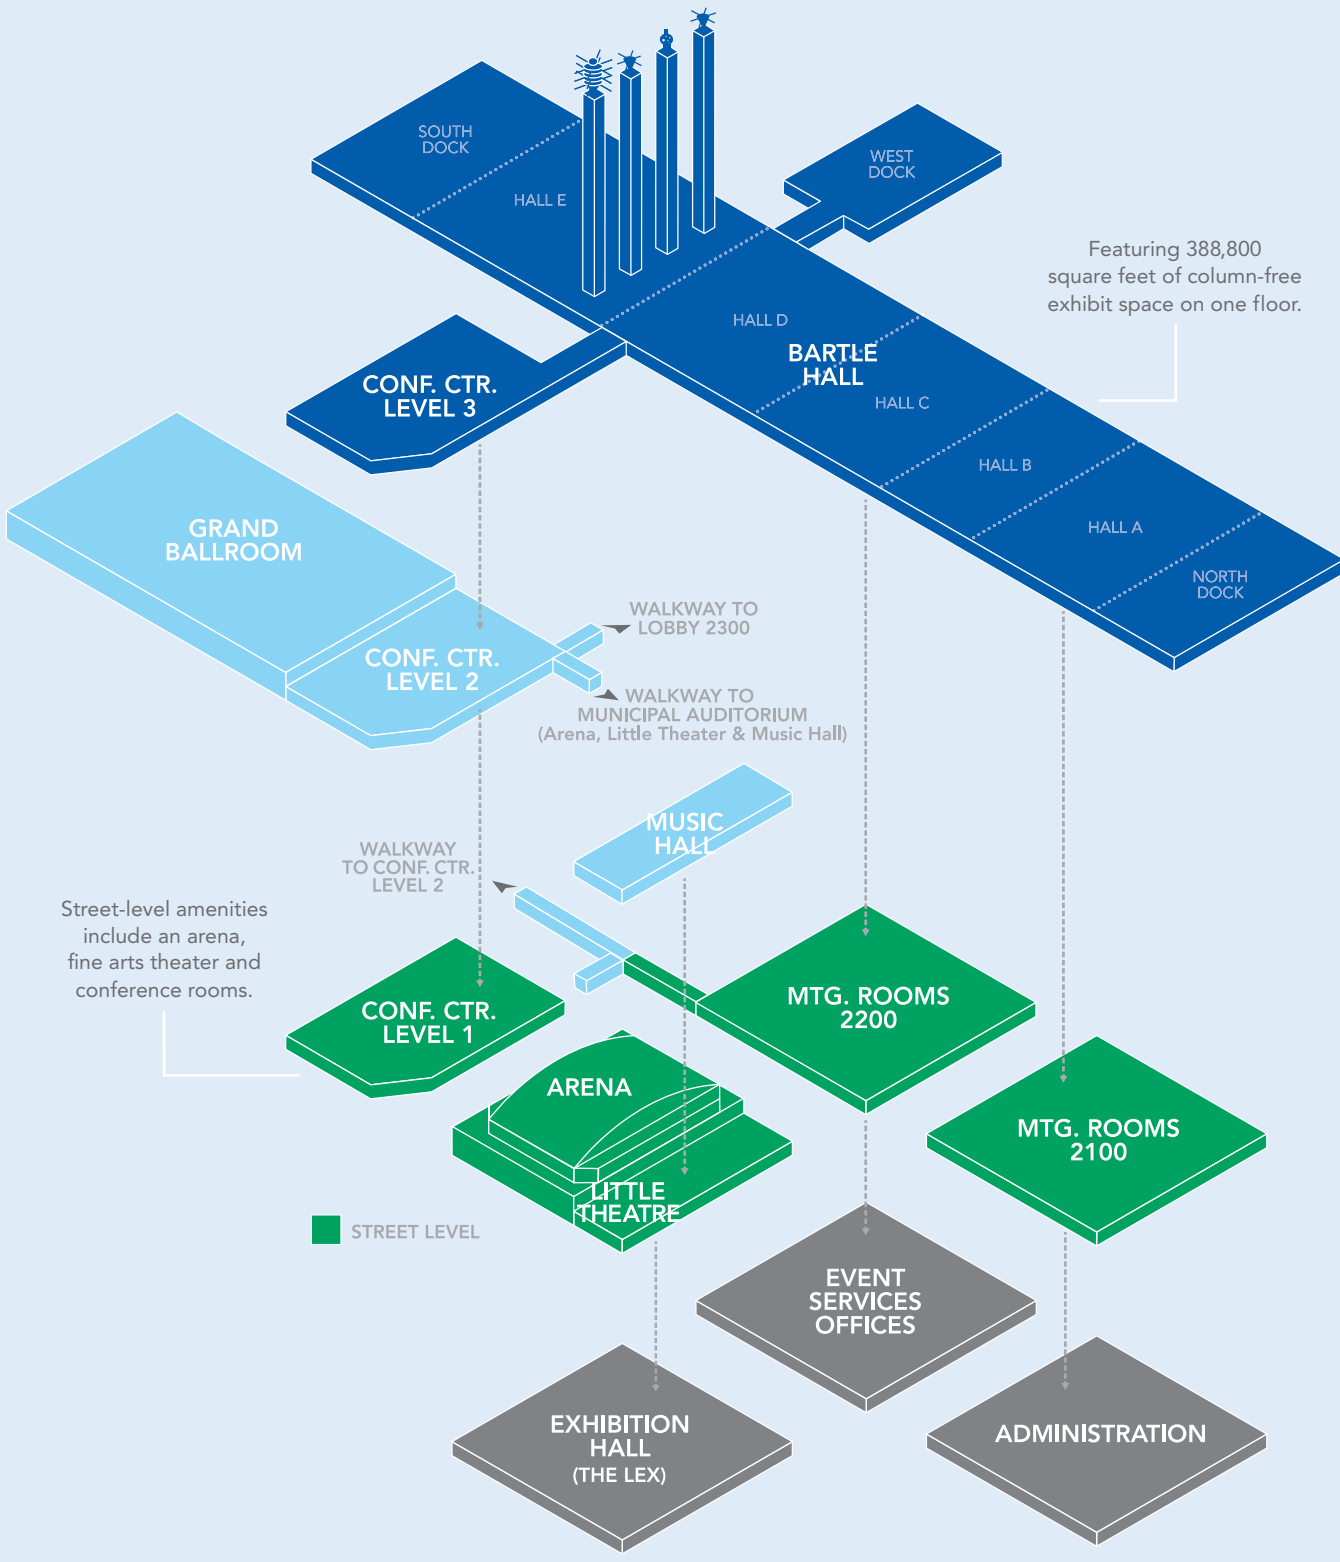 SOUTH
DOCK
HALL E
WEST
DOCK
Featuring 388,800
square feet of column-free
exhibit space on one floor.
HALL D
BARTLE
HALL
HALL C
HALL B
HALL A
NORTH
DOCK
CONF. CTR.
LEVEL 3
GRAND
BALLROOM
WALKWAY TO
LOBBY 2300
CONF. CTR.
LEVEL 2
WALKWAY TO
MUNICIPAL AUDITORIUM
(Arena, Little Theater & Music Hall)
MUSIC
HALL
WALKWAY
TO CONF. CTR.
LEVEL 2
Street-level amenities
include an arena,
fine arts theater and
conference rooms.
CONF. CTR.
LEVEL 1
MTG. ROOMS
2200
ARENA
MTG. ROOMS
2100
LITTLE
THEATRE
STREET LEVEL
EVENT
SERVICES
OFFICES
EXHIBITION
HALL
(THE LEX)
ADMINISTRATION